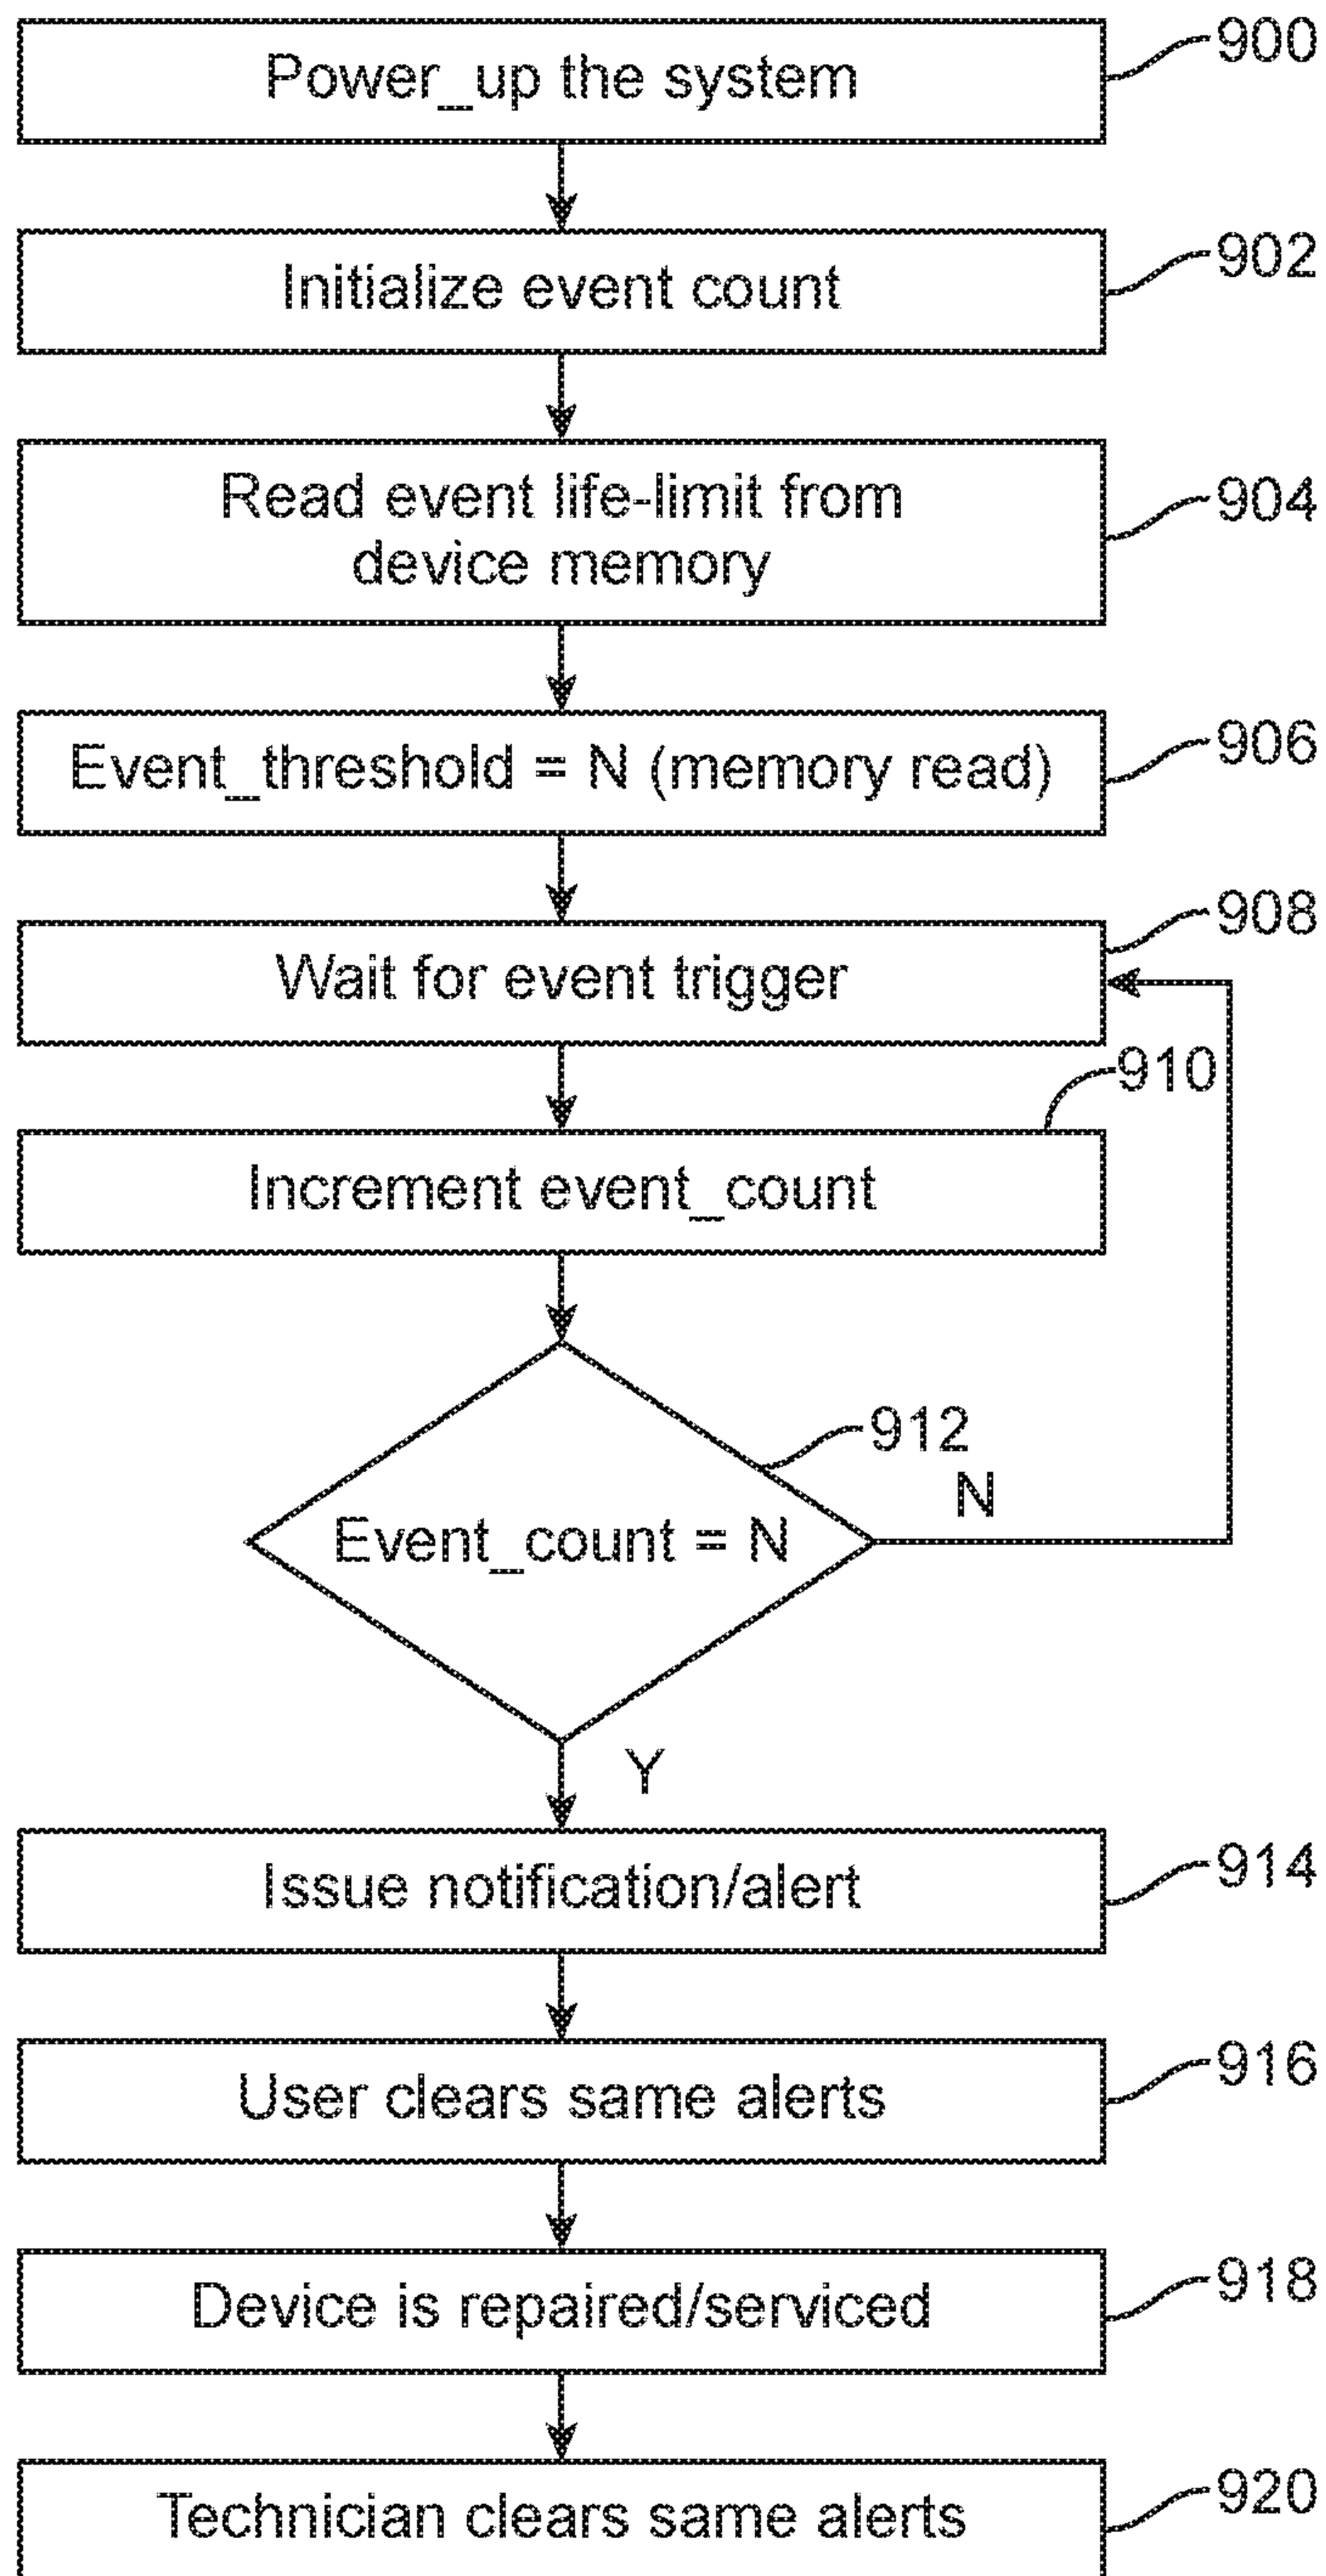 Power_up the system
900
Initialize event count
902
Read event life-limit from
device memory
904
Event_threshold = N (memory read)
906
Wait for event trigger
908
910
Increment event_count
912
N
Event_count = N
Y
Issue notification/alert
914
User clears same alerts
916
Device is repaired/serviced
918
Technician clears same alerts
920